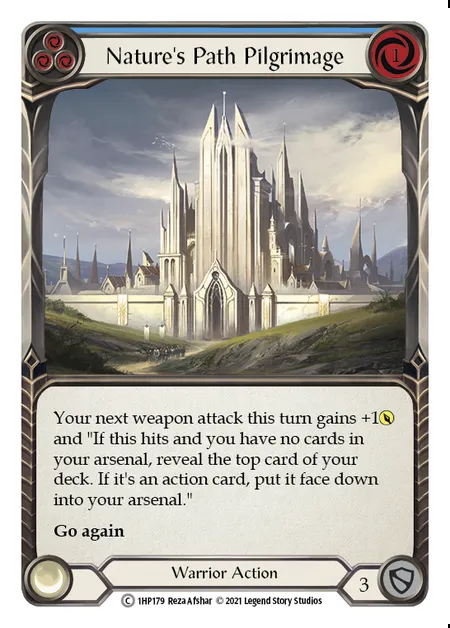 Nature's Path Pilgrimage
1
Your next weapon attack this turn gains +1
and "If this hits and you have no cards in
your arsenal, reveal the top card of your
deck. If it's an action card, put it face down
into your arsenal."
Go again
Warrior Action
3
C 1HP179 Reza Afshar © 2021 Legend Story Studios